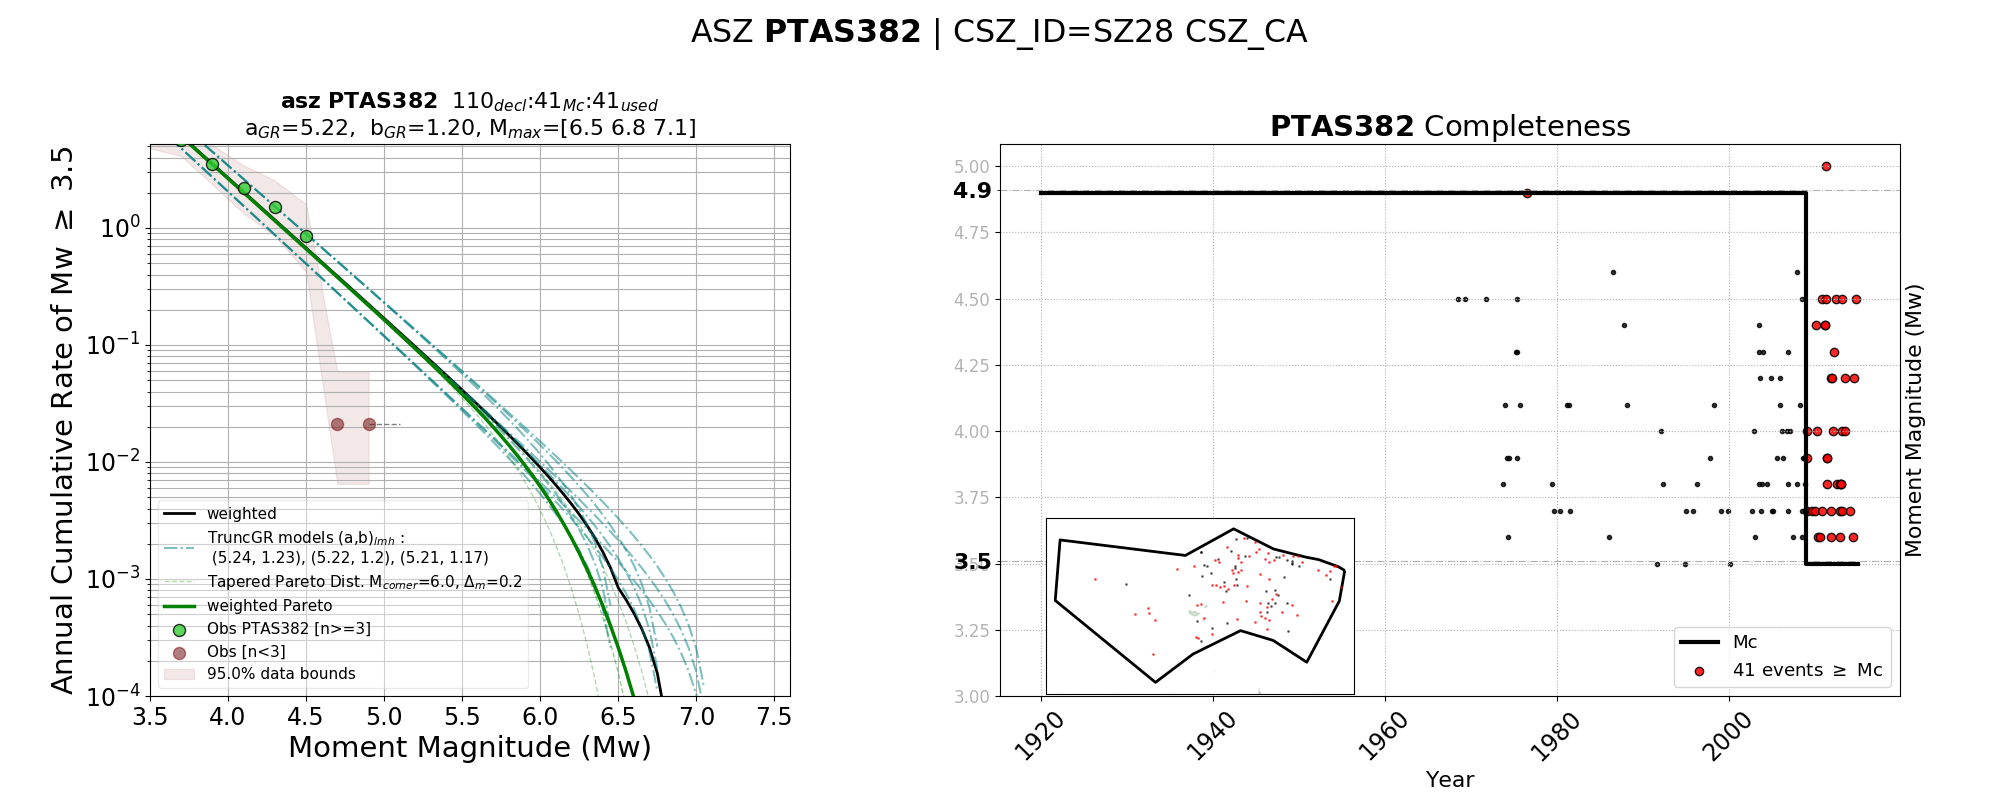 ASZ PTAS382 | CSZ_ID=SZ28 CSZ_CA
asz PTAS382 110decl:41Mc:41used
aGR=5.22, bGR=1.20, Mmax=[6.5 6.8 7.1]
Annual Cumulative Rate of Mw ≥ 3.5
10^0
10^-1
10^-2
10^-3
10^-4
weighted
TruncGR models (a,b)lmh :
(5.24, 1.23), (5.22, 1.2), (5.21, 1.17)
Tapered Pareto Dist. Mcorner=6.0, Δm=0.2
weighted Pareto
Obs PTAS382 [n>=3]
Obs [n<3]
95.0% data bounds
3.5 4.0 4.5 5.0 5.5 6.0 6.5 7.0 7.5
Moment Magnitude (Mw)
PTAS382 Completeness
5.00
4.9
4.75
4.50
4.25
4.00
3.75
3.5
3.25
3.00
Moment Magnitude (Mw)
Mc
41 events ≥ Mc
1920 1940 1960 1980 2000
Year